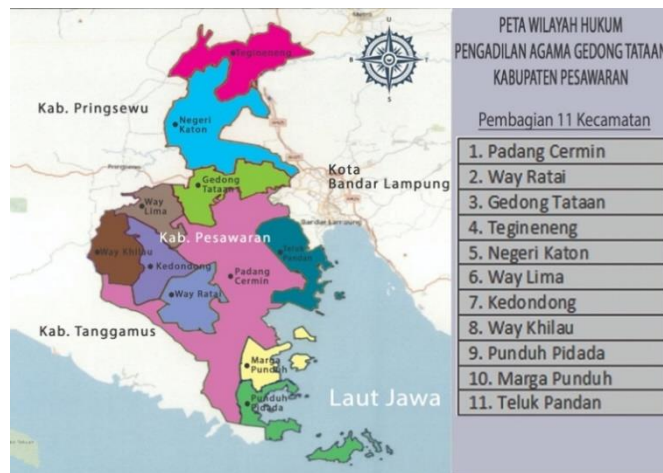 PETA WILAYAH HUKUM
PENGADILAN AGAMA GEDONG TATAAN
KABUPATEN PESAWARAN
Pembagian 11 Kecamatan
1. Padang Cermin
2. Way Ratai
3. Gedong Tataan
4. Tegineneng
5. Negeri Katon
6. Way Lima
7. Kedondong
8. Way Khilau
9. Punduh Pidada
10. Marga Punduh
11. Teluk Pandan
U
B
T
S
Tegineneng
Kab. Pringsewu
Negeri
Katon
Kota
Bandar Lampung
Gedong
Tataan
Way
Lima
Bandar Lampung
Kab. Pesawaran
Way Khilau
Kedondong
Teluk
Pandan
Padang
Cermin
Way Ratai
Kab. Tanggamus
Marga
Punduh
Laut Jawa
Punduh
Pidada